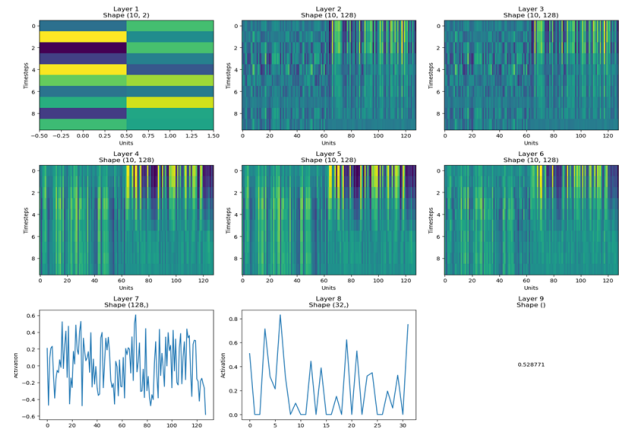 Layer 1
Shape (10, 2)
Timesteps
0
2
4
6
8
−0.50 −0.25 0.00 0.25 0.50 0.75 1.00 1.25 1.50
Units
Layer 2
Shape (10, 128)
Timesteps
0
2
4
6
8
0 20 40 60 80 100 120
Units
Layer 3
Shape (10, 128)
Timesteps
0
2
4
6
8
0 20 40 60 80 100 120
Units
Layer 4
Shape (10, 128)
Timesteps
0
2
4
6
8
0 20 40 60 80 100 120
Units
Layer 5
Shape (10, 128)
Timesteps
0
2
4
6
8
0 20 40 60 80 100 120
Units
Layer 6
Shape (10, 128)
Timesteps
0
2
4
6
8
0 20 40 60 80 100 120
Units
Layer 7
Shape (128,)
Activation
0.6
0.4
0.2
0.0
−0.2
−0.4
−0.6
0 20 40 60 80 100 120
Layer 8
Shape (32,)
Activation
0.8
0.6
0.4
0.2
0.0
0 5 10 15 20 25 30
Layer 9
Shape ()
0.528771